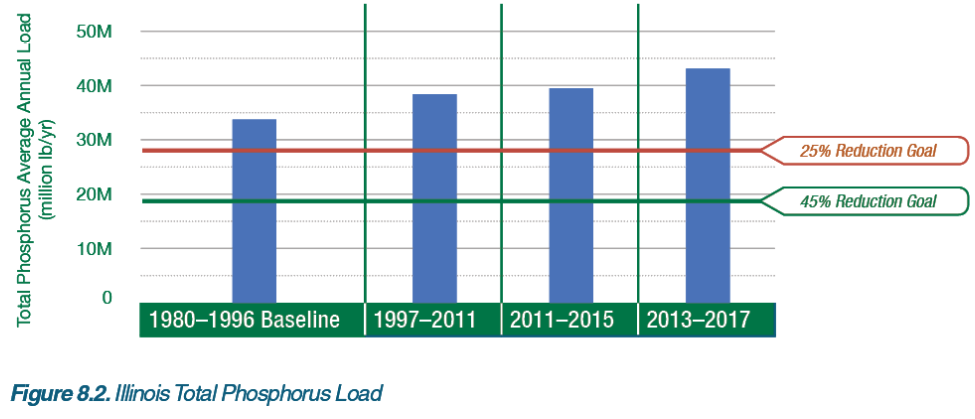 Total Phosphorus Average Annual Load
(million lb/yr)
50M
40M
30M
20M
10M
0
25% Reduction Goal
45% Reduction Goal
1980–1996 Baseline
1997–2011
2011–2015
2013–2017
Figure 8.2. Illinois Total Phosphorus Load